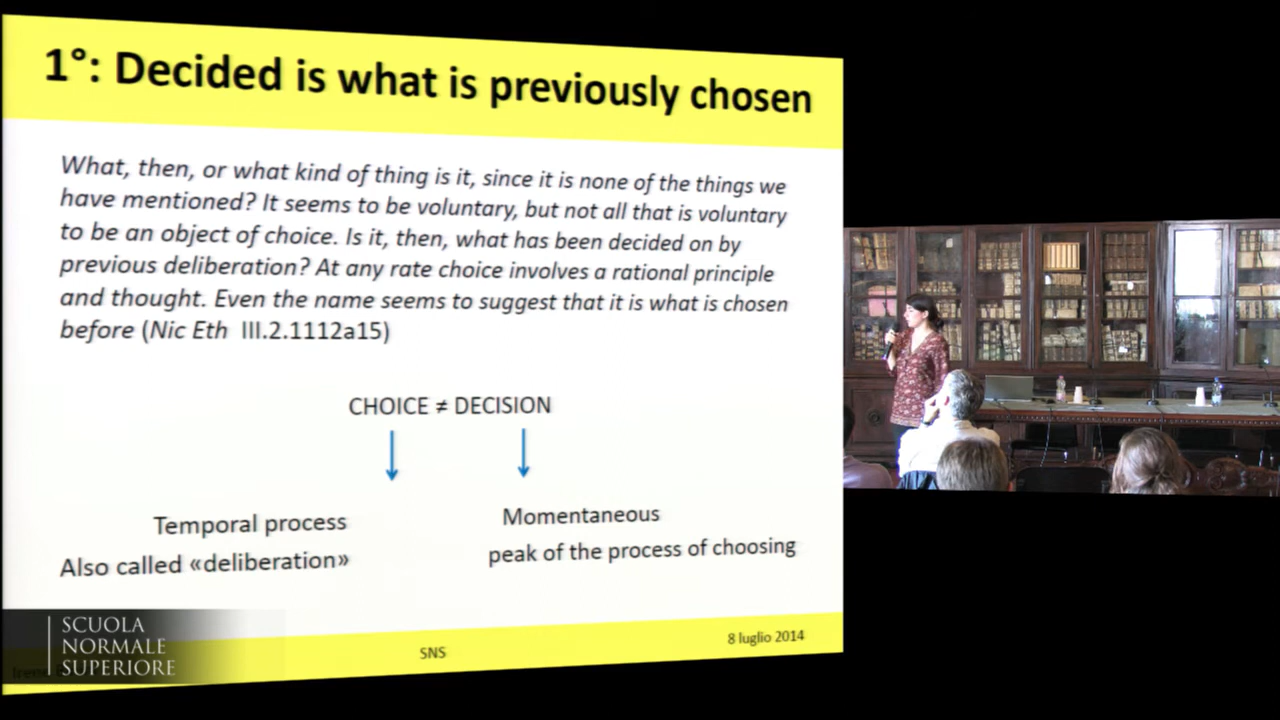 1°: Decided is what is previously chosen
What, then, or what kind of thing is it, since it is none of the things we
have mentioned? It seems to be voluntary, but not all that is voluntary
to be an object of choice. Is it, then, what has been decided on by
previous deliberation? At any rate choice involves a rational principle
and thought. Even the name seems to suggest that it is what is chosen
before (Nic Eth III.2.1112a15)
CHOICE ≠ DECISION
Temporal process
Also called «deliberation»
Momentaneous
peak of the process of choosing
SCUOLA
NORMALE
SUPERIORE
SNS
8 luglio 2014